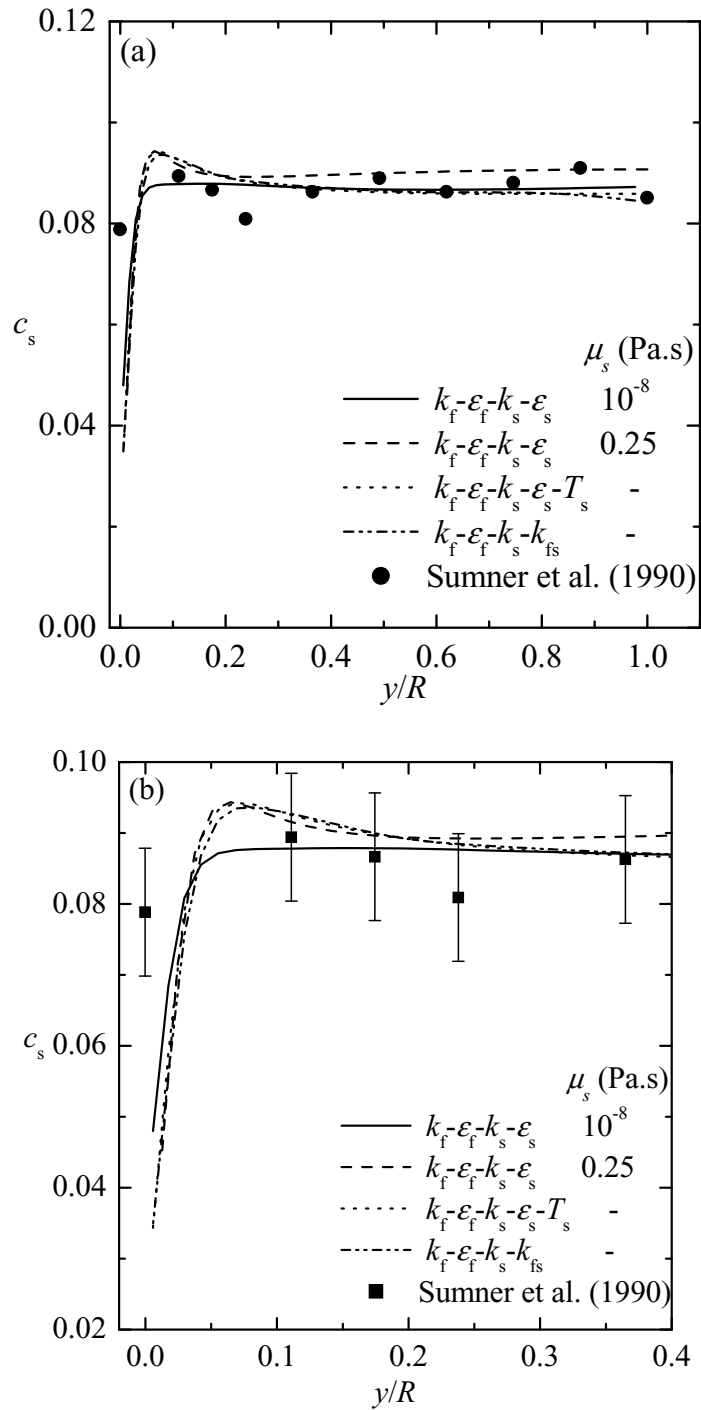 0.12
(a)
0.08
c_s
μ_s (Pa.s)
k_f-ε_f-k_s-ε_s 10^-8
0.04
k_f-ε_f-k_s-ε_s 0.25
k_f-ε_f-k_s-ε_s-T_s -
k_f-ε_f-k_s-k_fs -
Sumner et al. (1990)
0.00
0.0 0.2 0.4 0.6 0.8 1.0
y/R
0.10
(b)
0.08
c_s 0.06
μ_s (Pa.s)
k_f-ε_f-k_s-ε_s 10^-8
k_f-ε_f-k_s-ε_s 0.25
0.04
k_f-ε_f-k_s-ε_s-T_s -
k_f-ε_f-k_s-k_fs -
Sumner et al. (1990)
0.02
0.0 0.1 0.2 0.3 0.4
y/R